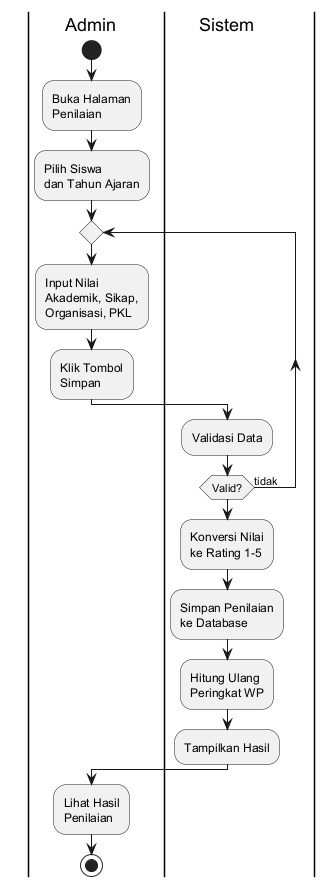 Admin
Sistem
Buka Halaman
Penilaian
Pilih Siswa
dan Tahun Ajaran
Input Nilai
Akademik, Sikap,
Organisasi, PKL
Klik Tombol
Simpan
Validasi Data
Valid?
tidak
Konversi Nilai
ke Rating 1-5
Simpan Penilaian
ke Database
Hitung Ulang
Peringkat WP
Tampilkan Hasil
Lihat Hasil
Penilaian